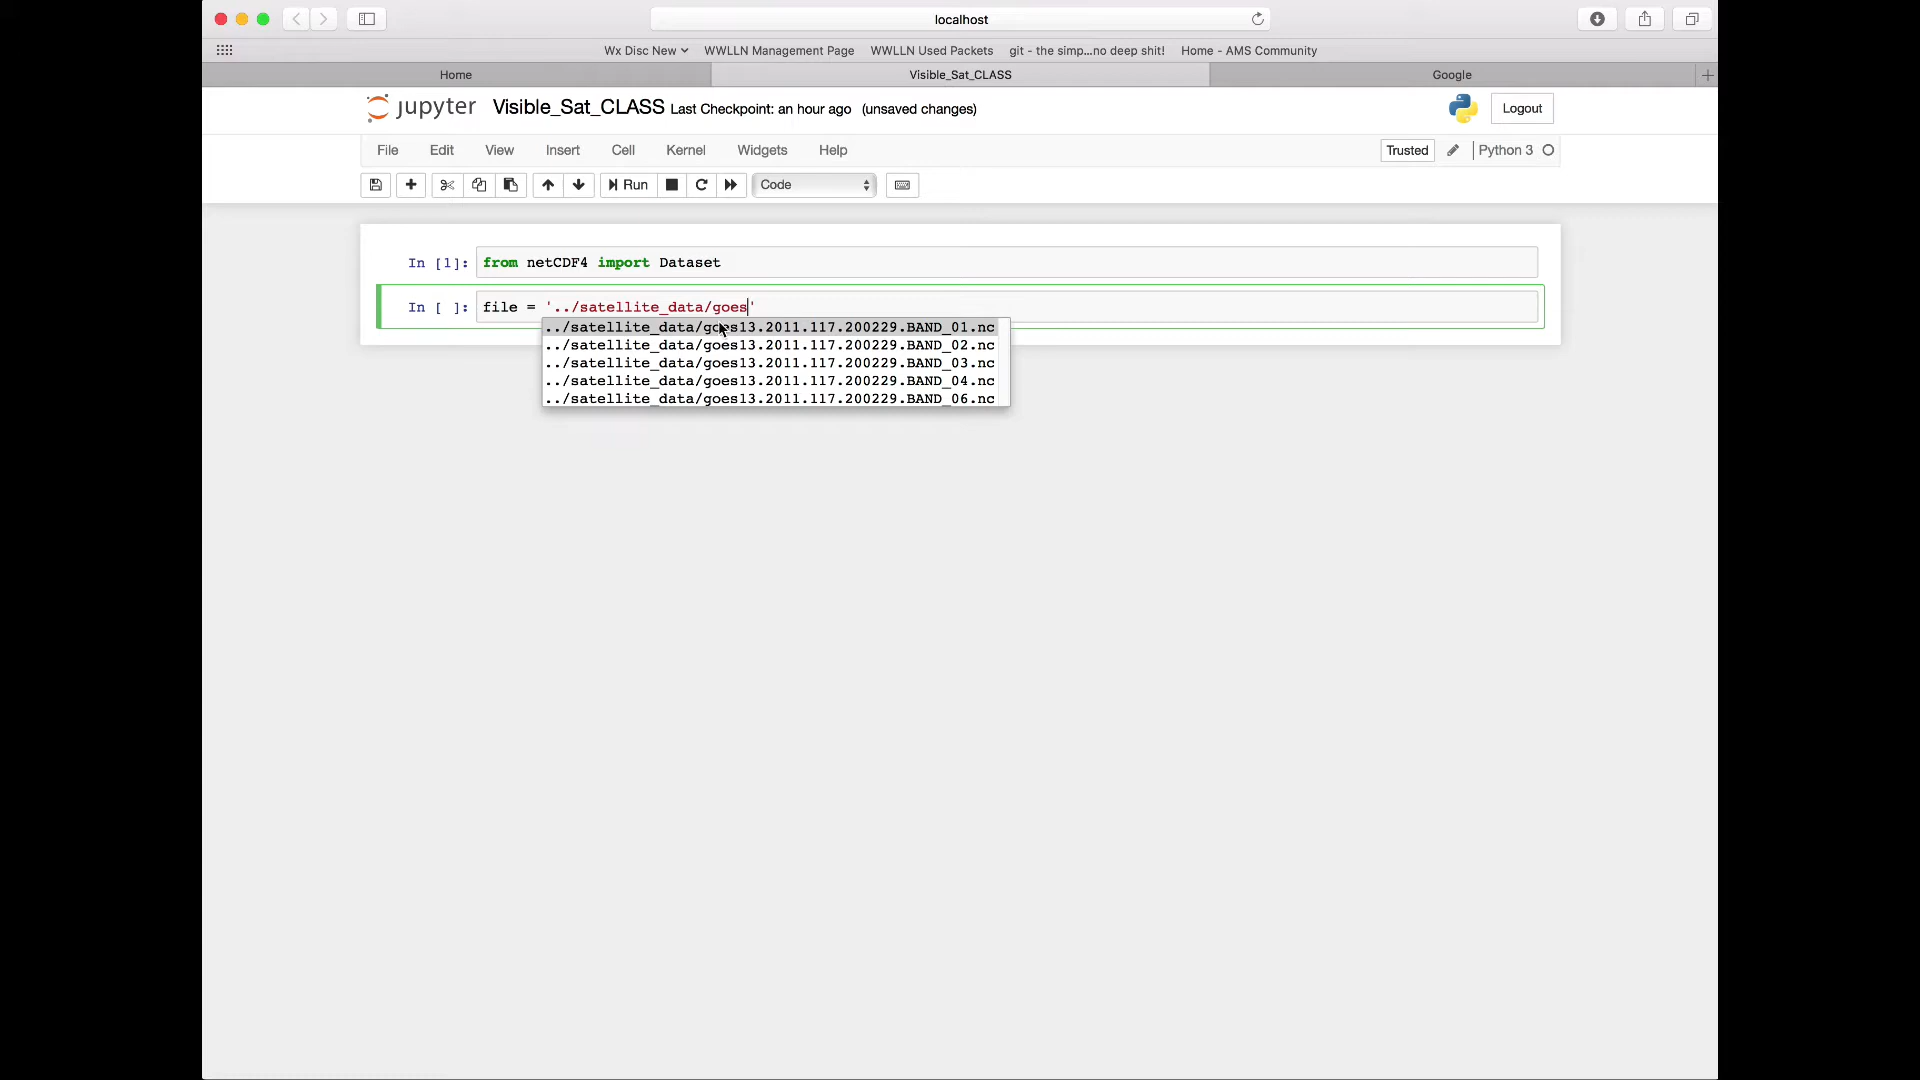 localhost
Wx Disc New WWLLN Management Page WWLLN Used Packets git - the simp...no deep shit! Home - AMS Community
Home Visible_Sat_CLASS Google
jupyter Visible_Sat_CLASS Last Checkpoint: an hour ago (unsaved changes) Logout
File Edit View Insert Cell Kernel Widgets Help Trusted Python 3
Run Code
In [1]: from netCDF4 import Dataset
In [ ]: file = '../satellite_data/goes'
../satellite_data/goes13.2011.117.200229.BAND_01.nc
../satellite_data/goes13.2011.117.200229.BAND_02.nc
../satellite_data/goes13.2011.117.200229.BAND_03.nc
../satellite_data/goes13.2011.117.200229.BAND_04.nc
../satellite_data/goes13.2011.117.200229.BAND_06.nc